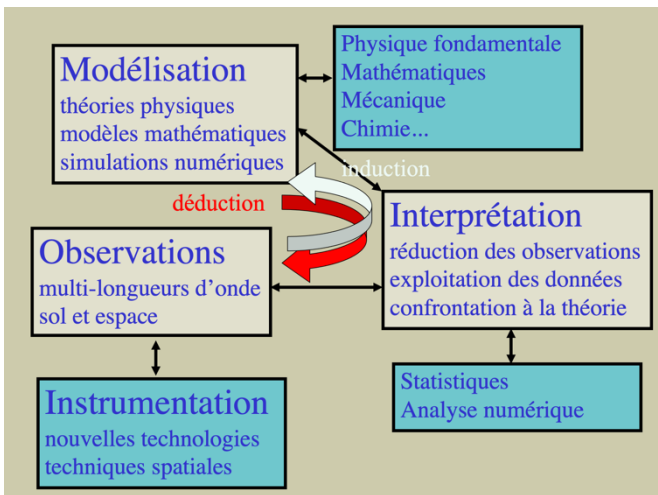 Modélisation
théories physiques
modèles mathématiques
simulations numériques
Physique fondamentale
Mathématiques
Mécanique
Chimie...
induction
déduction
Interprétation
réduction des observations
exploitation des données
confrontation à la théorie
Observations
multi-longueurs d'onde
sol et espace
Instrumentation
nouvelles technologies
techniques spatiales
Statistiques
Analyse numérique